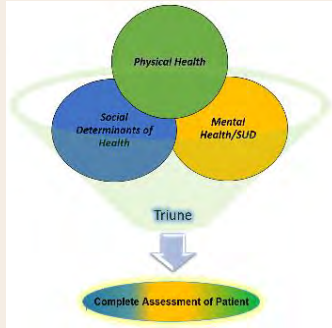 Physical Health
Social
Determinants of
Health
Mental
Health/SUD
Triune
Complete Assessment of Patient